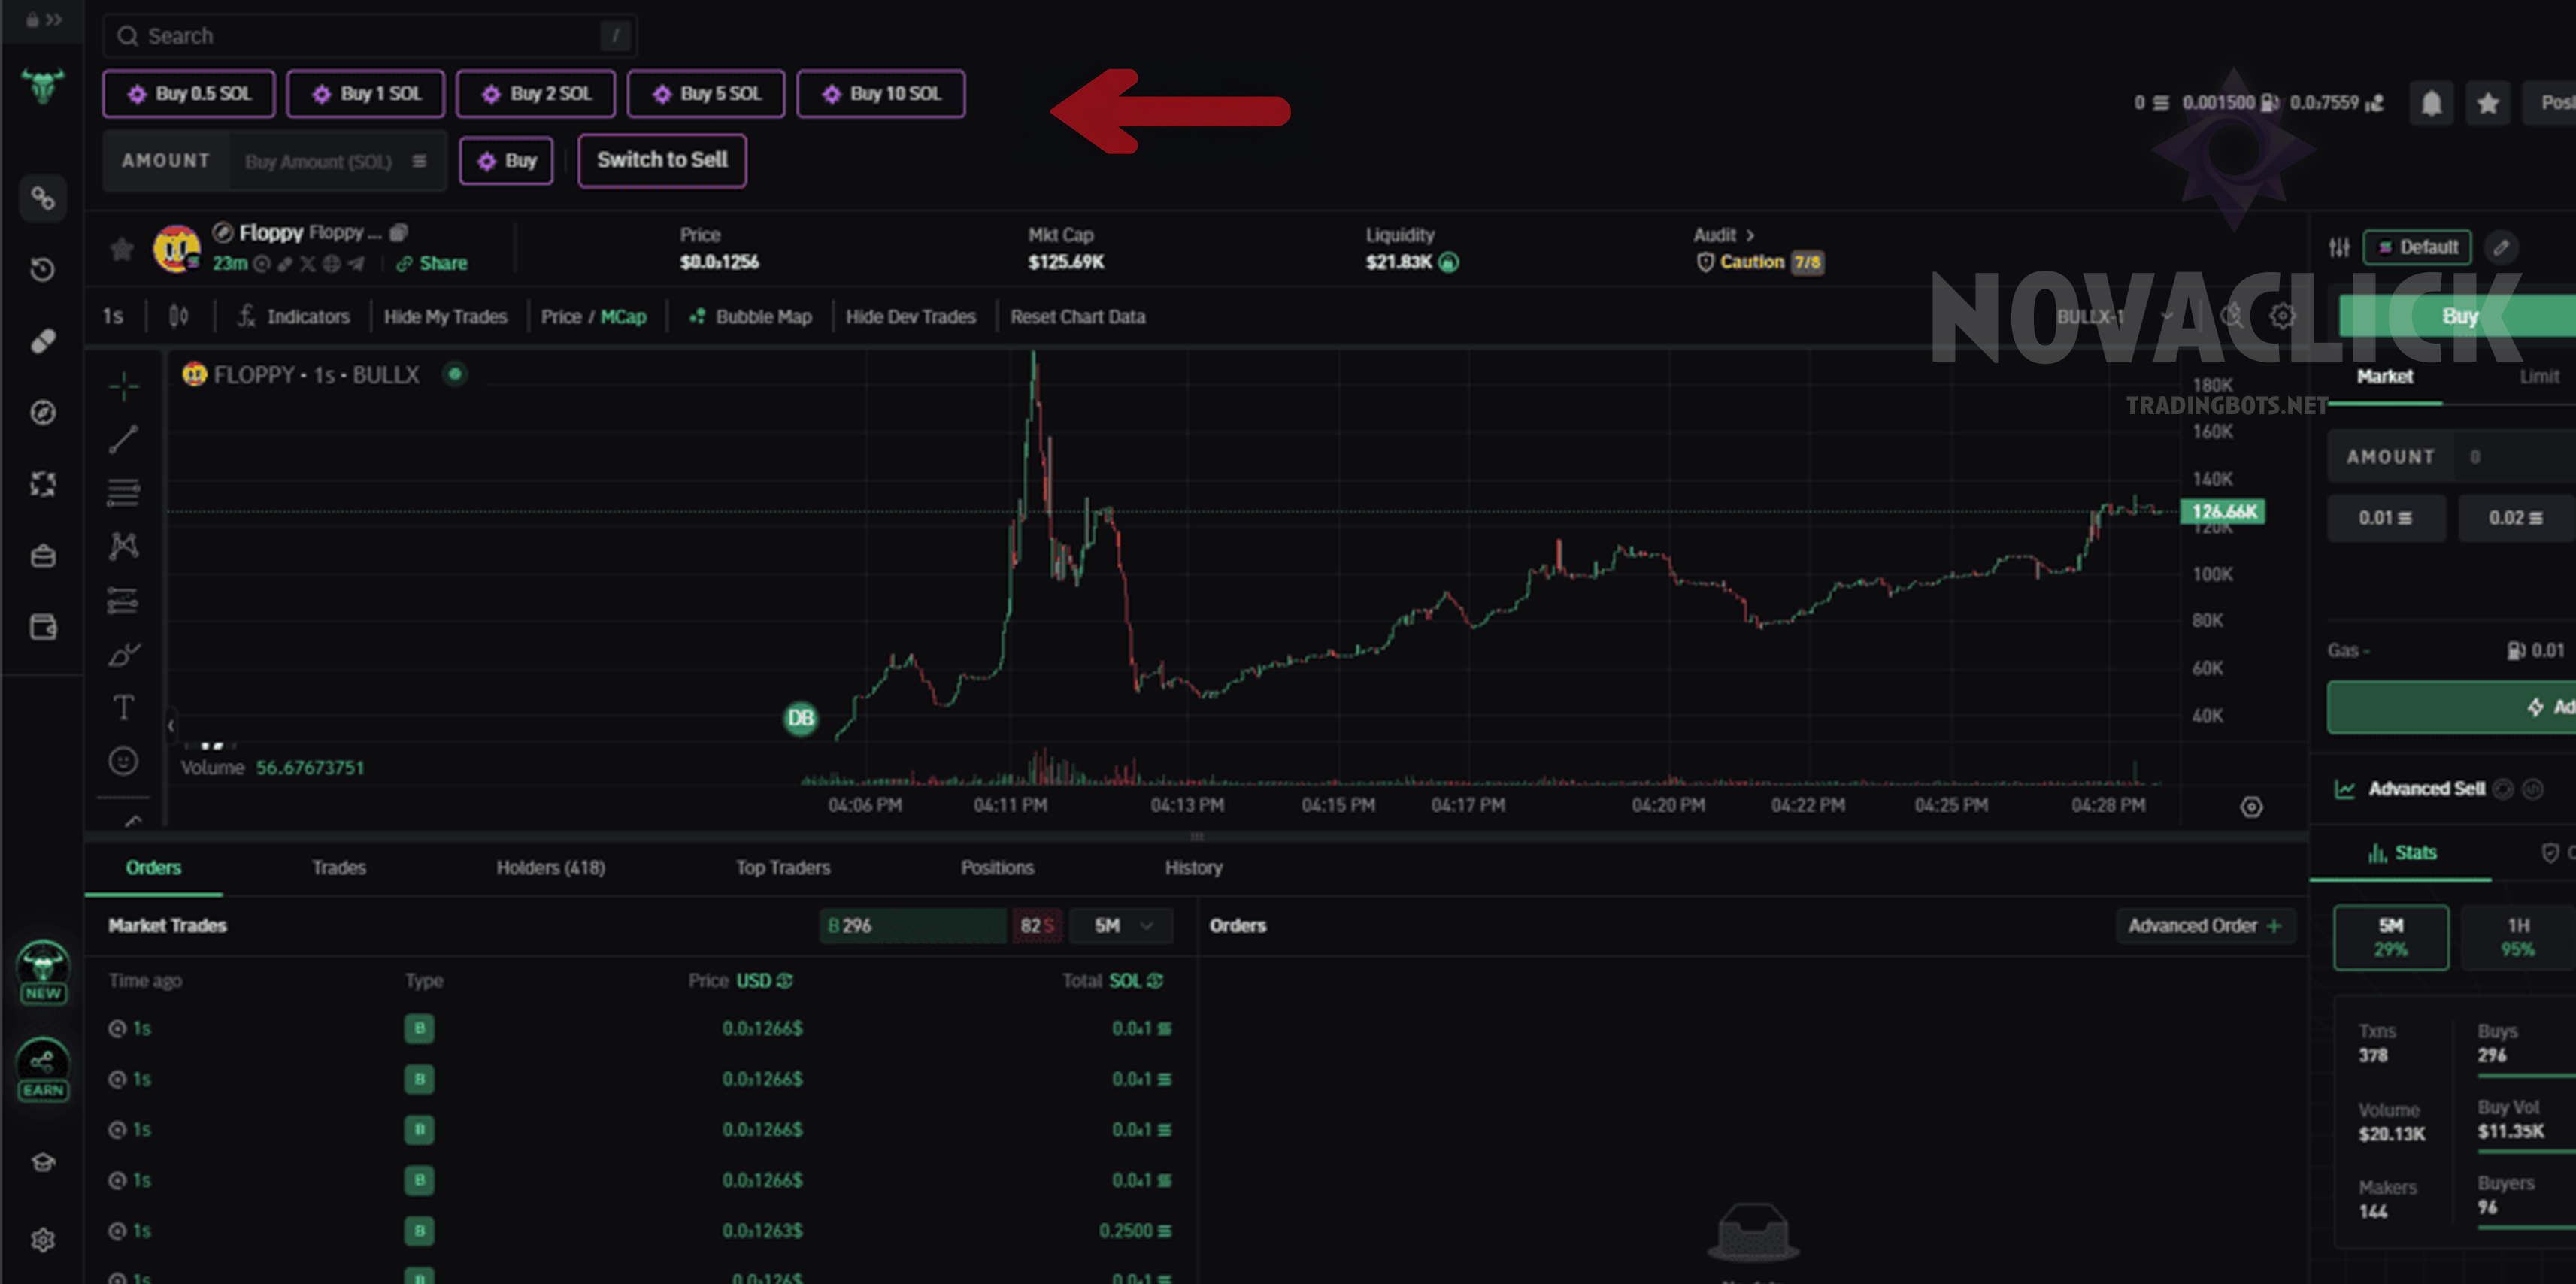 Search /
Buy 0.5 SOL Buy 1 SOL Buy 2 SOL Buy 5 SOL Buy 10 SOL
0 0.001500 0.0₃7559
AMOUNT Buy Amount (SOL) Buy Switch to Sell
Floppy Floppy ... Price Mkt Cap Liquidity Audit
23m Share $0.0₃1256 $125.69K $21.83K Caution 7/8
Default
NOVACLICK
1s Indicators Hide My Trades Price / MCap Bubble Map Hide Dev Trades Reset Chart Data BULLX-1 Buy
FLOPPY · 1s · BULLX
Market Limit
TRADINGBOTS.NET
180K
160K
140K
126.66K
120K
100K
80K
60K
40K
AMOUNT 0
0.01 0.02
Gas - 0.01
DB
Volume 56.67673751
04:06 PM 04:11 PM 04:13 PM 04:15 PM 04:17 PM 04:20 PM 04:22 PM 04:25 PM 04:28 PM
Advanced Sell
Orders Trades Holders (418) Top Traders Positions History
Stats
Market Trades B 296 82 S 5M Orders Advanced Order +
5M 1H
29% 95%
Time ago Type Price USD Total SOL
1s B 0.0₃1266$ 0.0₄1
1s B 0.0₃1266$ 0.0₄1
1s B 0.0₃1266$ 0.0₄1
1s B 0.0₃1266$ 0.0₄1
1s B 0.0₃1263$ 0.2500
1s B 0.0₃126$ 0.0₄1
Txns Buys
378 296
Volume Buy Vol
$20.13K $11.35K
Makers Buyers
144 96
NEW
EARN